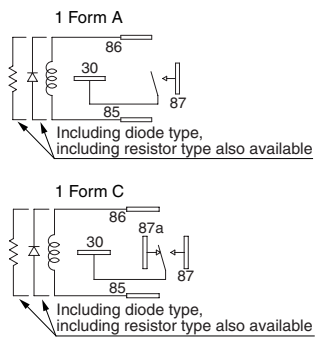 1 Form A
86
30
87
85
Including diode type,
including resistor type also available
1 Form C
86
87a
30
87
85
Including diode type,
including resistor type also available